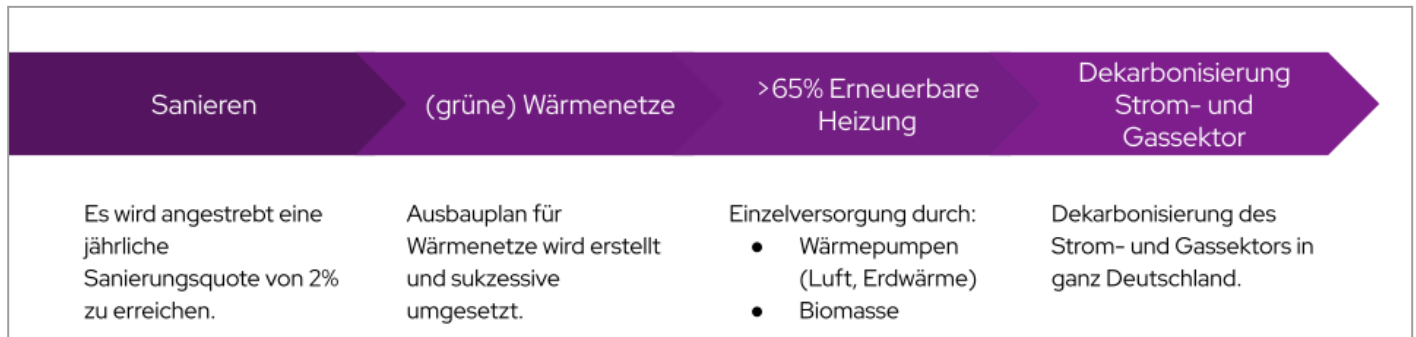 Sanieren
(grüne) Wärmenetze
>65% Erneuerbare
Heizung
Dekarbonisierung
Strom- und
Gassektor
Es wird angestrebt eine
jährliche
Sanierungsquote von 2%
zu erreichen.
Ausbauplan für
Wärmenetze wird erstellt
und sukzessive
umgesetzt.
Einzelversorgung durch:
● Wärmepumpen
(Luft, Erdwärme)
● Biomasse
Dekarbonisierung des
Strom- und Gassektors in
ganz Deutschland.